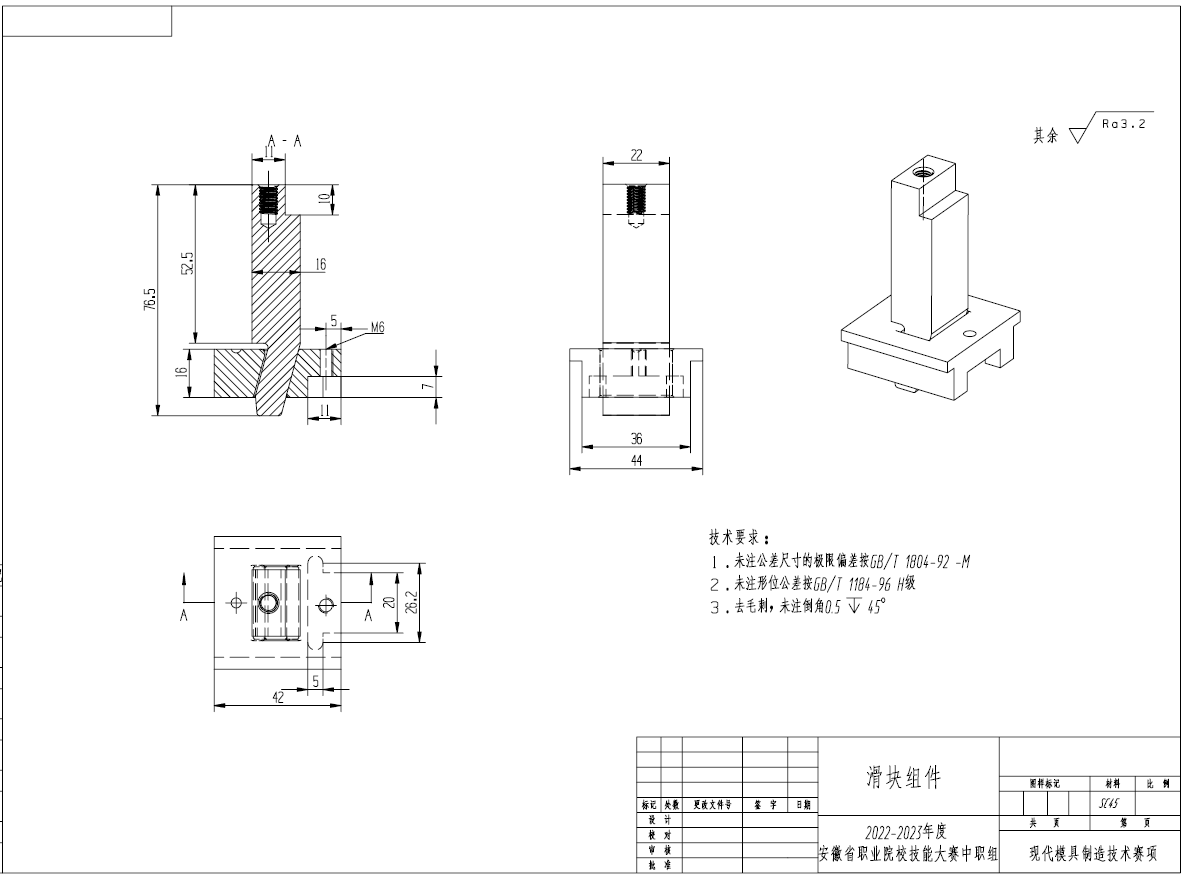 其余
Ra3.2
A - A
11
10
52.5
76.5
16
5
M6
16
7
11
22
36
44
A
A
20
26.2
5
42
技术要求：
1．未注公差尺寸的极限偏差按GB/T 1804-92 -M
2．未注形位公差按GB/T 1184-96 H级
3．去毛刺，未注倒角0.5 45°
滑块组件
图样标记 材料 比例
SC45
标记 处数 更改文件号 签字 日期
共 页 第 页
设计
校对
审核
批准
2022-2023年度
安徽省职业院校技能大赛中职组
现代模具制造技术赛项